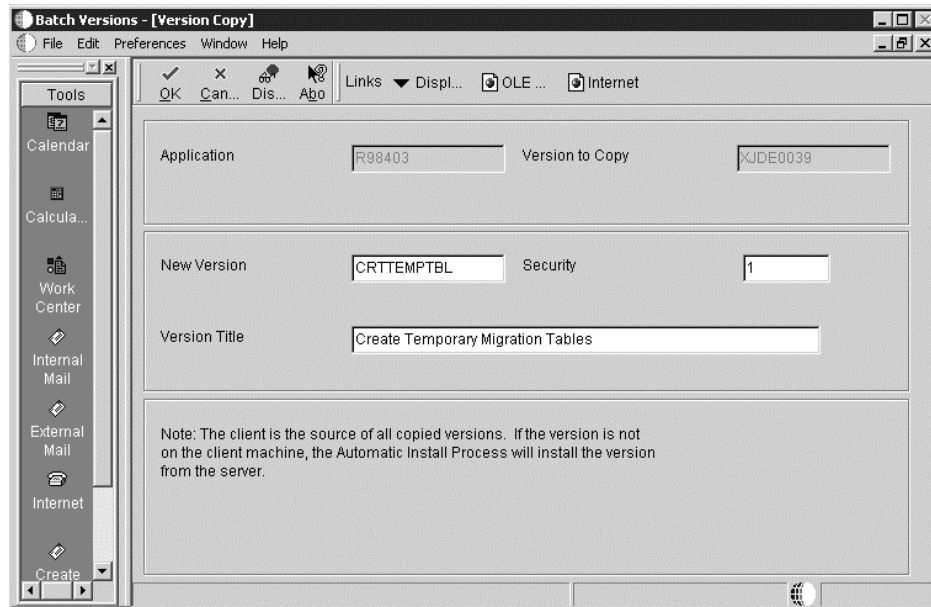 Batch Versions - [Version Copy]
File Edit Preferences Window Help
Tools
Calendar
Calcula...
Work
Center
Internal
Mail
External
Mail
Internet
Create
OK Can... Dis... Abo Links Displ... OLE ... Internet
Application R98403 Version to Copy XJDE0039
New Version CRTTEMPTBL Security 1
Version Title Create Temporary Migration Tables
Note: The client is the source of all copied versions. If the version is not
on the client machine, the Automatic Install Process will install the version
from the server.